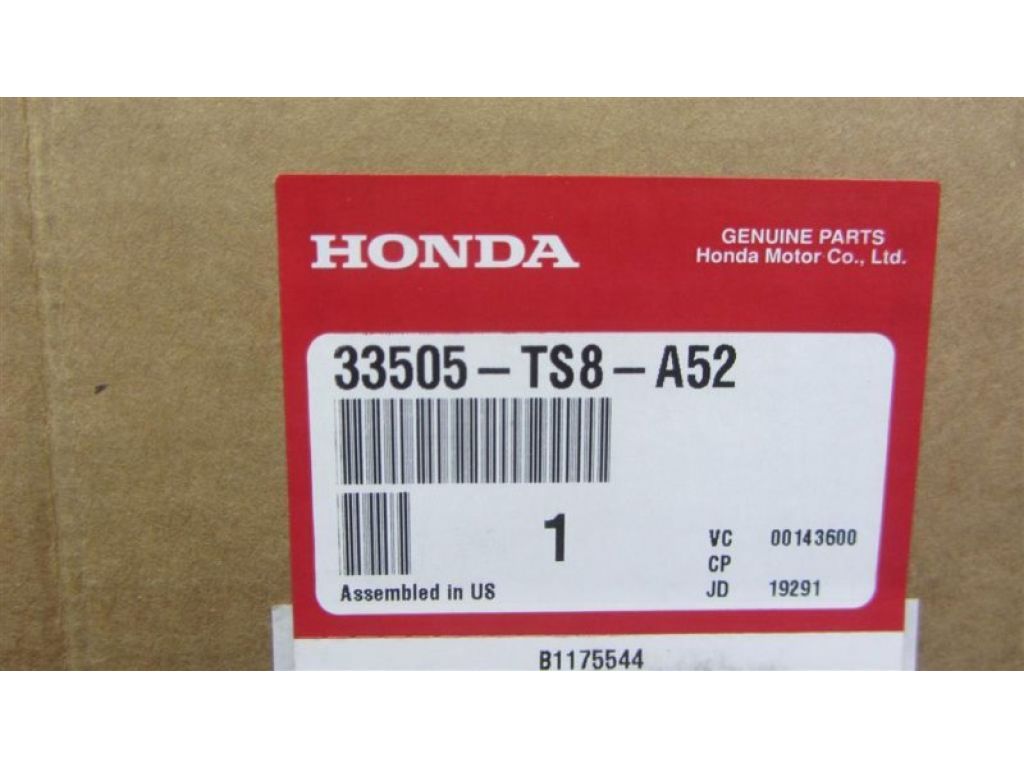 HONDA
GENUINE PARTS
Honda Motor Co., Ltd.
33505-TS8-A52
1
VC 00143600
CP
JD 19291
Assembled in US
B1175544